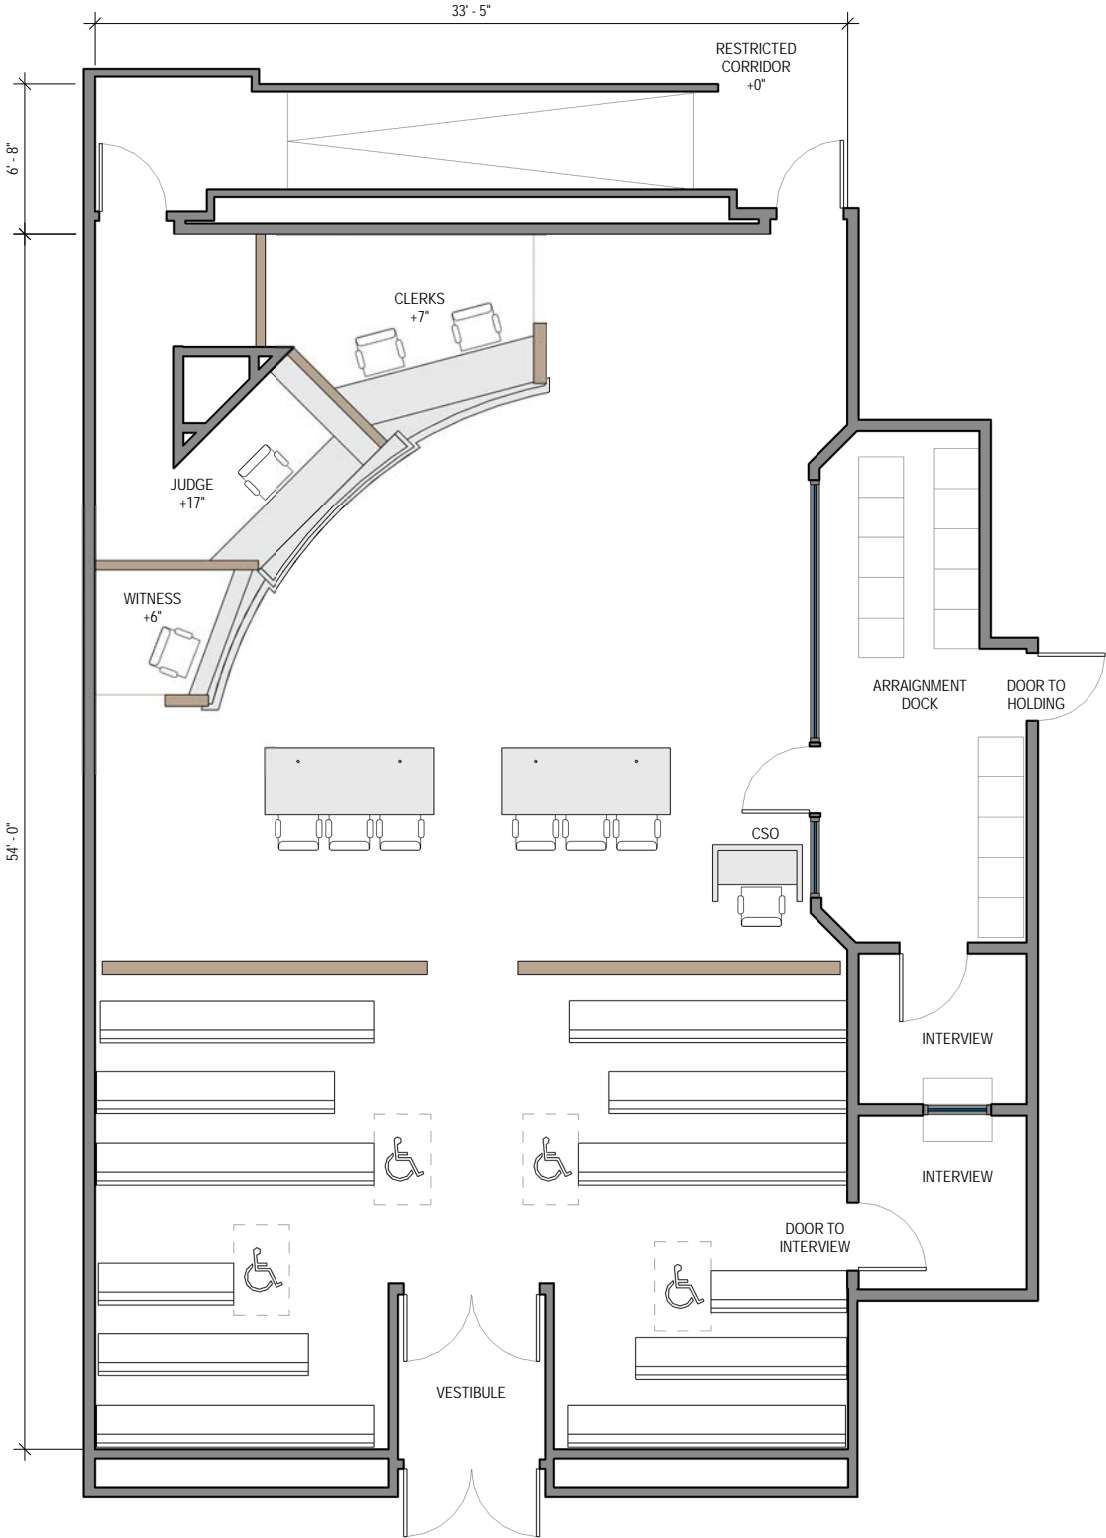 33' - 5"
RESTRICTED
CORRIDOR
+0"
6' - 8"
CLERKS
+7"
JUDGE
+17"
WITNESS
+6"
ARRAIGNMENT
DOCK
DOOR TO
HOLDING
54' - 0"
CSO
INTERVIEW
INTERVIEW
DOOR TO
INTERVIEW
VESTIBULE